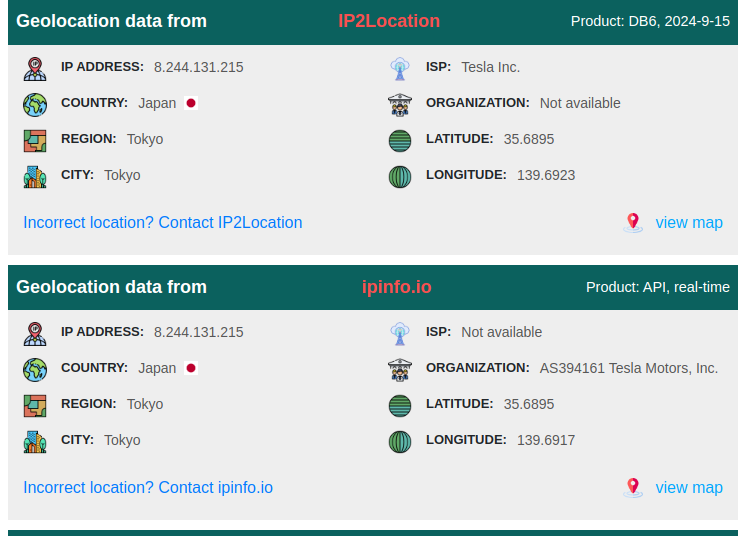 Geolocation data from IP2Location Product: DB6, 2024-9-15
IP ADDRESS: 8.244.131.215 ISP: Tesla Inc.
COUNTRY: Japan ORGANIZATION: Not available
REGION: Tokyo LATITUDE: 35.6895
CITY: Tokyo LONGITUDE: 139.6923
Incorrect location? Contact IP2Location view map
Geolocation data from ipinfo.io Product: API, real-time
IP ADDRESS: 8.244.131.215 ISP: Not available
COUNTRY: Japan ORGANIZATION: AS394161 Tesla Motors, Inc.
REGION: Tokyo LATITUDE: 35.6895
CITY: Tokyo LONGITUDE: 139.6917
Incorrect location? Contact ipinfo.io view map